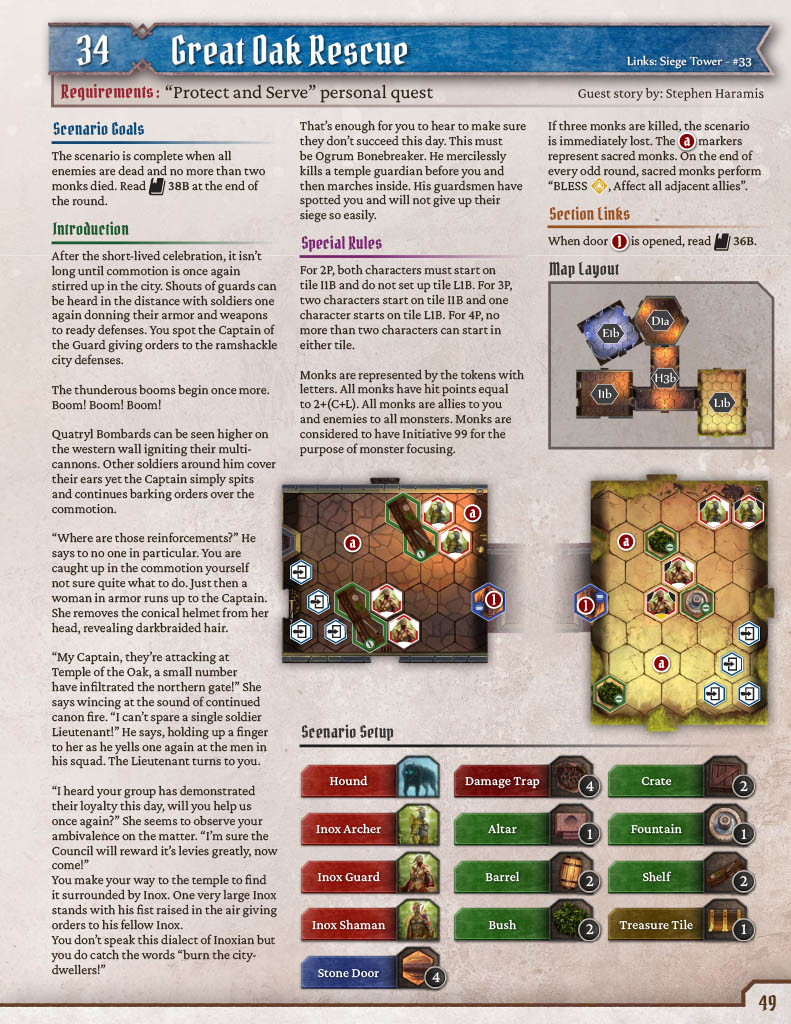 34 Great Oak Rescue
Links: Siege Tower - #33
Requirements: "Protect and Serve" personal quest
Guest story by: Stephen Haramis
Scenario Goals
The scenario is complete when all
enemies are dead and no more than two
monks died. Read 38B at the end of
the round.
Introduction
After the short-lived celebration, it isn't
long until commotion is once again
stirred up in the city. Shouts of guards can
be heard in the distance with soldiers one
again donning their armor and weapons
to ready defenses. You spot the Captain of
the Guard giving orders to the ramshackle
city defenses.
The thunderous booms begin once more.
Boom! Boom! Boom!
Quatryl Bombards can be seen higher on
the western wall igniting their multi-
cannons. Other soldiers around him cover
their ears yet the Captain simply spits
and continues barking orders over the
commotion.
"Where are those reinforcements?" He
says to no one in particular. You are
caught up in the commotion yourself
not sure quite what to do. Just then a
woman in armor runs up to the Captain.
She removes the conical helmet from her
head, revealing darkbraided hair.
"My Captain, they're attacking at
Temple of the Oak, a small number
have infiltrated the northern gate!" She
says wincing at the sound of continued
canon fire. "I can't spare a single soldier
Lieutenant!" He says, holding up a finger
to her as he yells one again at the men in
his squad. The Lieutenant turns to you.
"I heard your group has demonstrated
their loyalty this day, will you help us
once again?" She seems to observe your
ambivalence on the matter. "I'm sure the
Council will reward it's levies greatly, now
come!"
You make your way to the temple to find
it surrounded by Inox. One very large Inox
stands with his fist raised in the air giving
orders to his fellow Inox.
You don't speak this dialect of Inoxian but
you do catch the words "burn the city-
dwellers!"
That's enough for you to hear to make sure
they don't succeed this day. This must
be Ogrum Bonebreaker. He mercilessly
kills a temple guardian before you and
then marches inside. His guardsmen have
spotted you and will not give up their
siege so easily.
Special Rules
For 2P, both characters must start on
tile I1B and do not set up tile L1B. For 3P,
two characters start on tile I1B and one
character starts on tile L1B. For 4P, no
more than two characters can start in
either tile.
Monks are represented by the tokens with
letters. All monks have hit points equal
to 2+(C+L). All monks are allies to you
and enemies to all monsters. Monks are
considered to have Initiative 99 for the
purpose of monster focusing.
If three monks are killed, the scenario
is immediately lost. The a markers
represent sacred monks. On the end of
every odd round, sacred monks perform
"BLESS , Affect all adjacent allies".
Section Links
When door 1 is opened, read 36B.
Map Layout
E1b
D1a
H3b
I1b
L1b
a
a
1
1
a
a
Scenario Setup
Hound
Damage Trap 4
Crate 2
Inox Archer
Altar 1
Fountain 1
Inox Guard
Barrel 2
Shelf 2
Inox Shaman
Bush 2
Treasure Tile 1
Stone Door 4
49